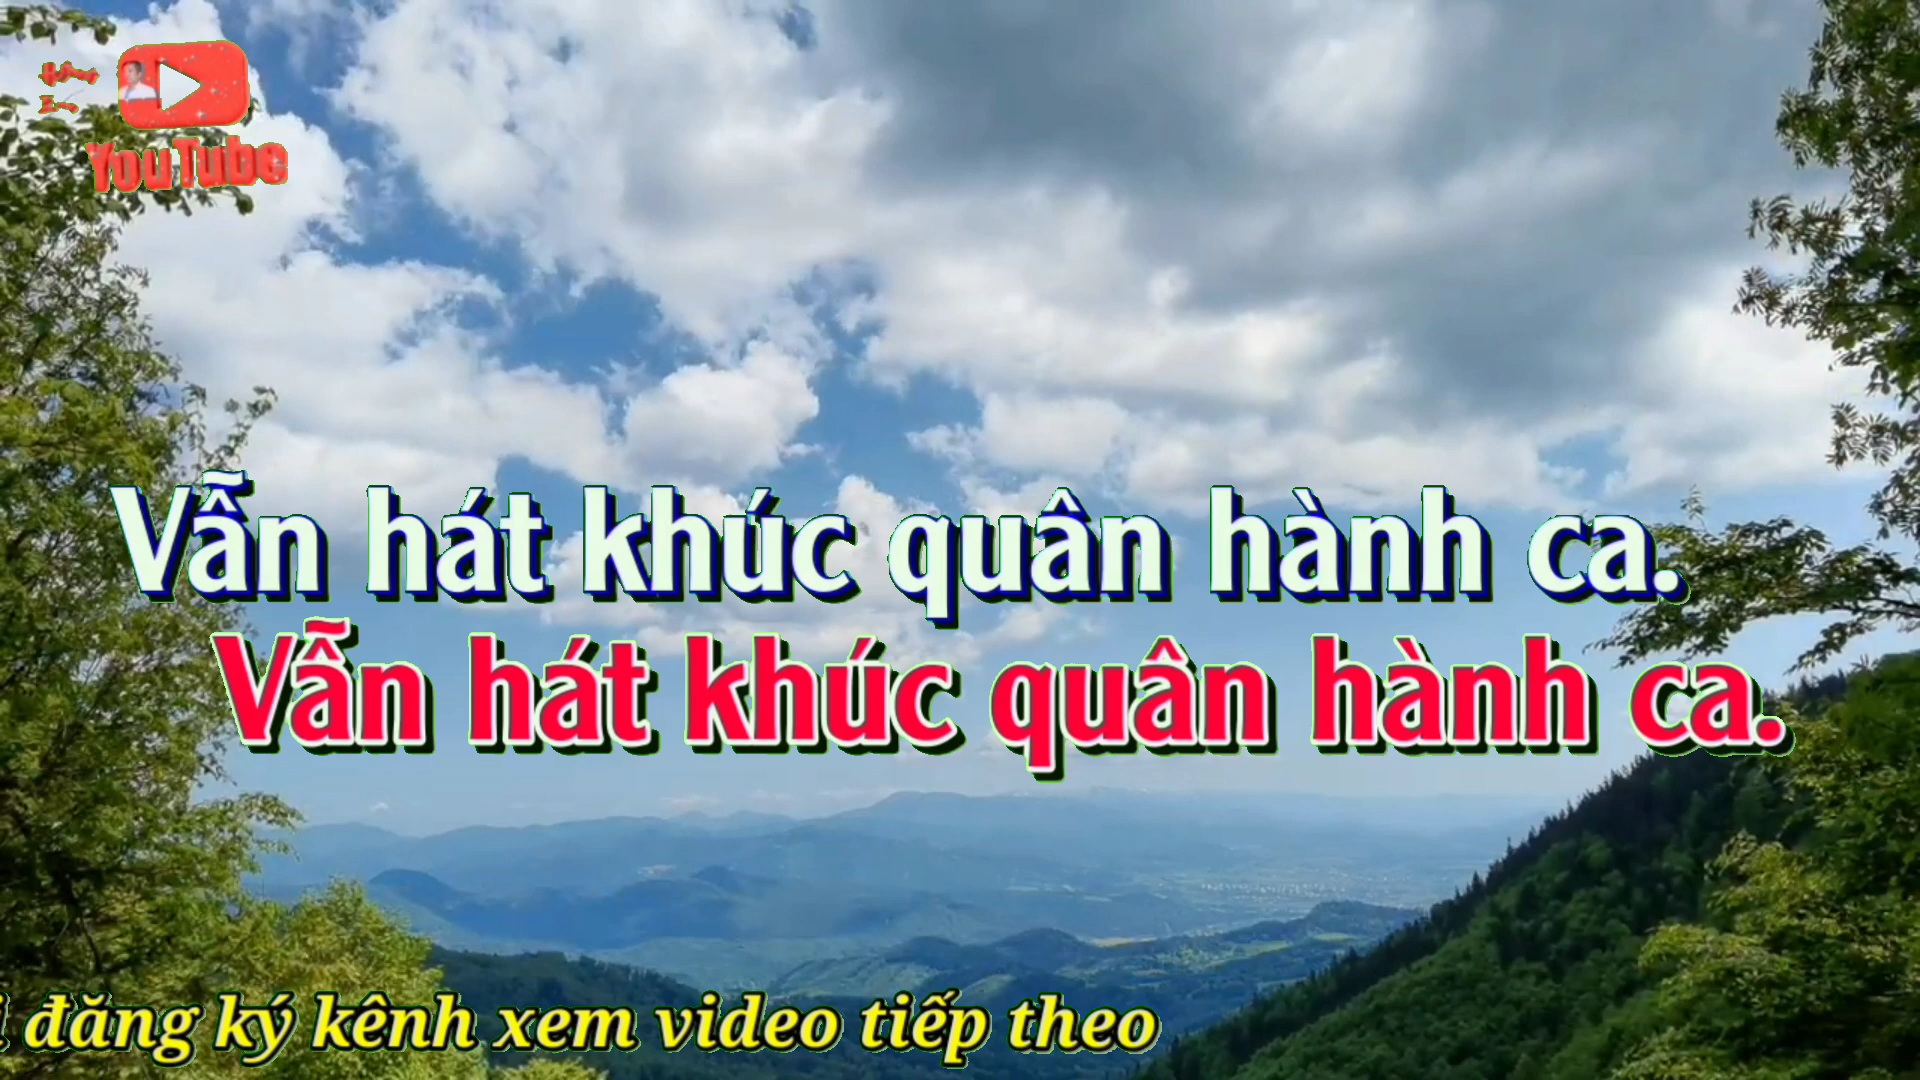 YouTube
Vẫn hát khúc quân hành ca.
Vẫn hát khúc quân hành ca.
đăng ký kênh xem video tiếp theo